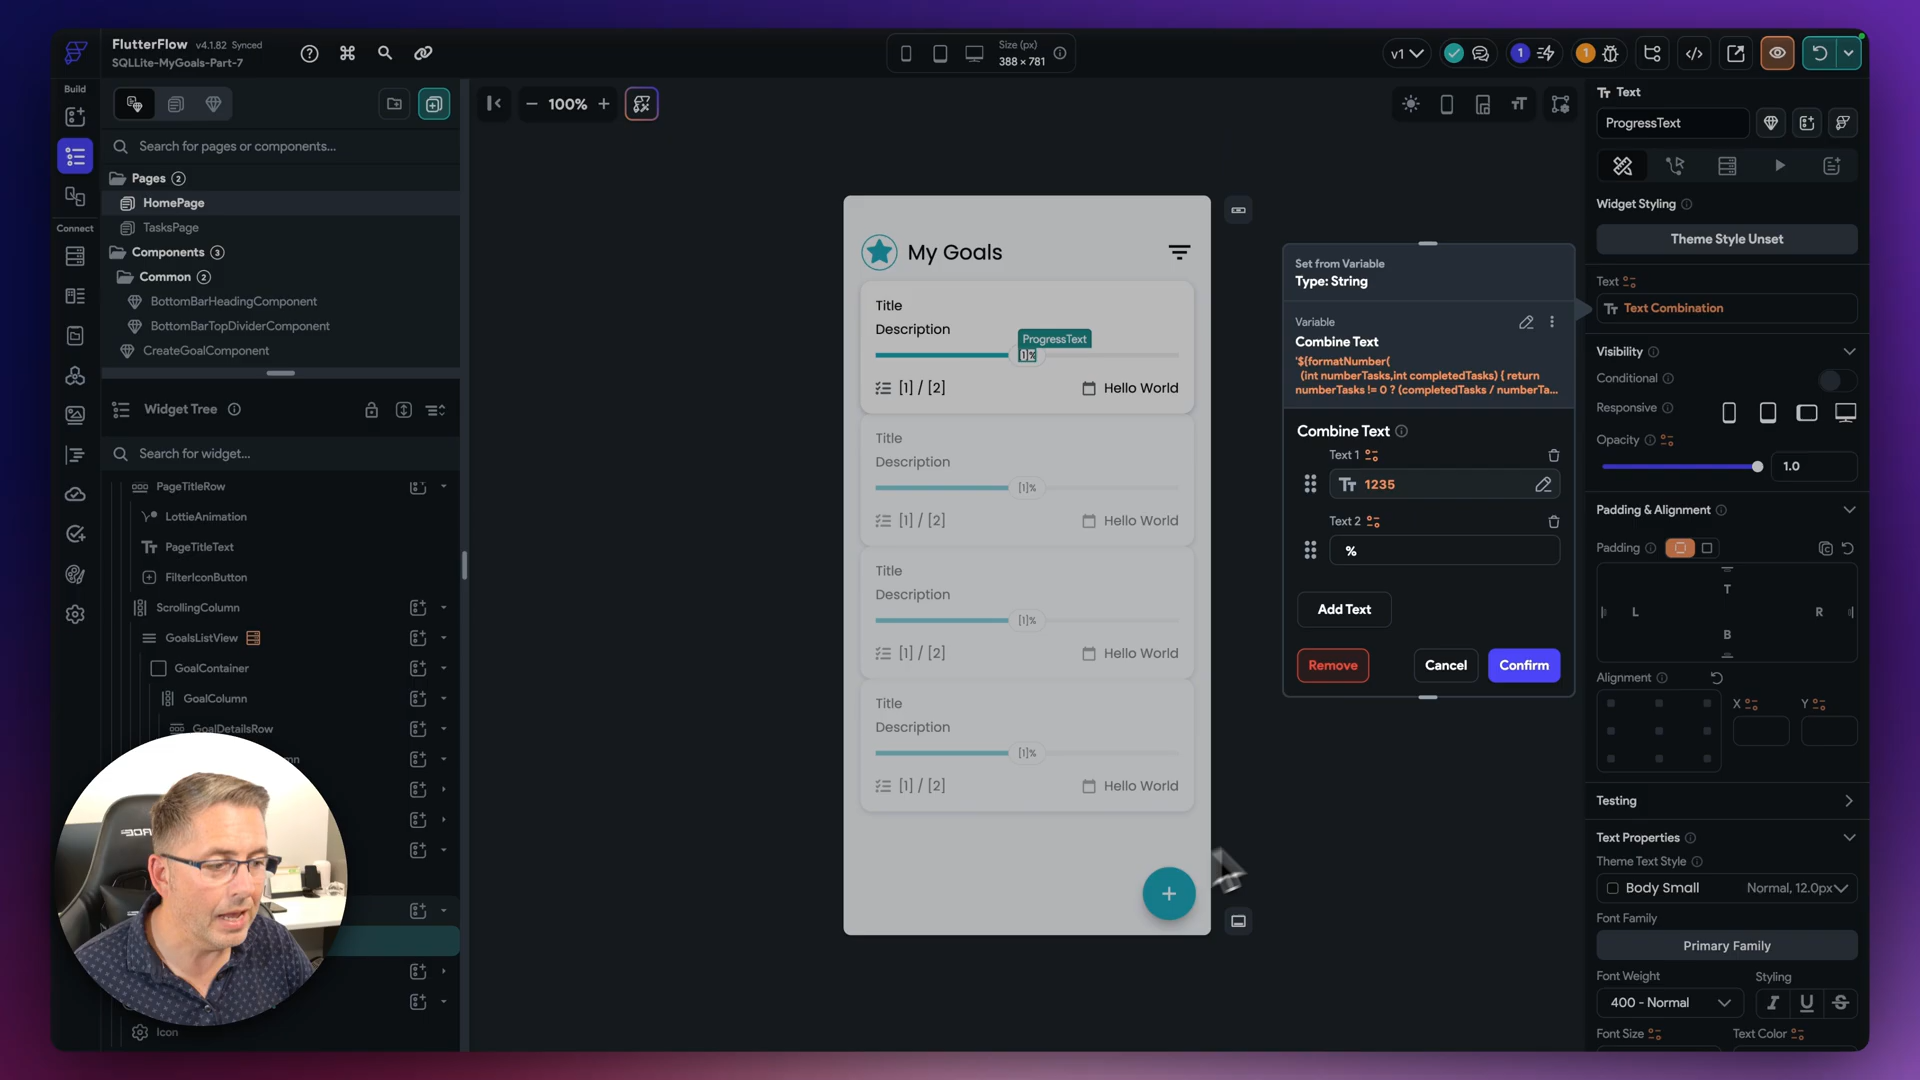 FlutterFlow v4.1.82 Synced
SQLLite-MyGoals-Part-7
Size (px)
388 × 781
v1
1
1
Build
Connect
Search for pages or components...
Pages (2)
HomePage
TasksPage
Components (3)
Common (2)
BottomBarHeadingComponent
BottomBarTopDividerComponent
CreateGoalComponent
Widget Tree
Search for widget...
PageTitleRow
LottieAnimation
PageTitleText
FilterIconButton
ScrollingColumn
GoalsListView
GoalContainer
GoalColumn
GoalDetailsRow
Icon
100%
My Goals
Title
Description
ProgressText
[1]%
[1] / [2]
Hello World
Title
Description
[1]%
[1] / [2]
Hello World
Title
Description
[1]%
[1] / [2]
Hello World
Title
Description
[1]%
[1] / [2]
Hello World
+
Set from Variable
Type: String
Variable
Combine Text
'${formatNumber(
(int numberTasks,int completedTasks) { return
numberTasks != 0 ? (completedTasks / numberTa...
Combine Text
Text 1
1235
Text 2
%
Add Text
Remove
Cancel
Confirm
Text
ProgressText
Widget Styling
Theme Style Unset
Text
Text Combination
Visibility
Conditional
Responsive
Opacity
1.0
Padding & Alignment
Padding
T
L
R
B
Alignment
X
Y
Testing
Text Properties
Theme Text Style
Body Small Normal, 12.0px
Font Family
Primary Family
Font Weight
Styling
400 - Normal
Font Size
Text Color